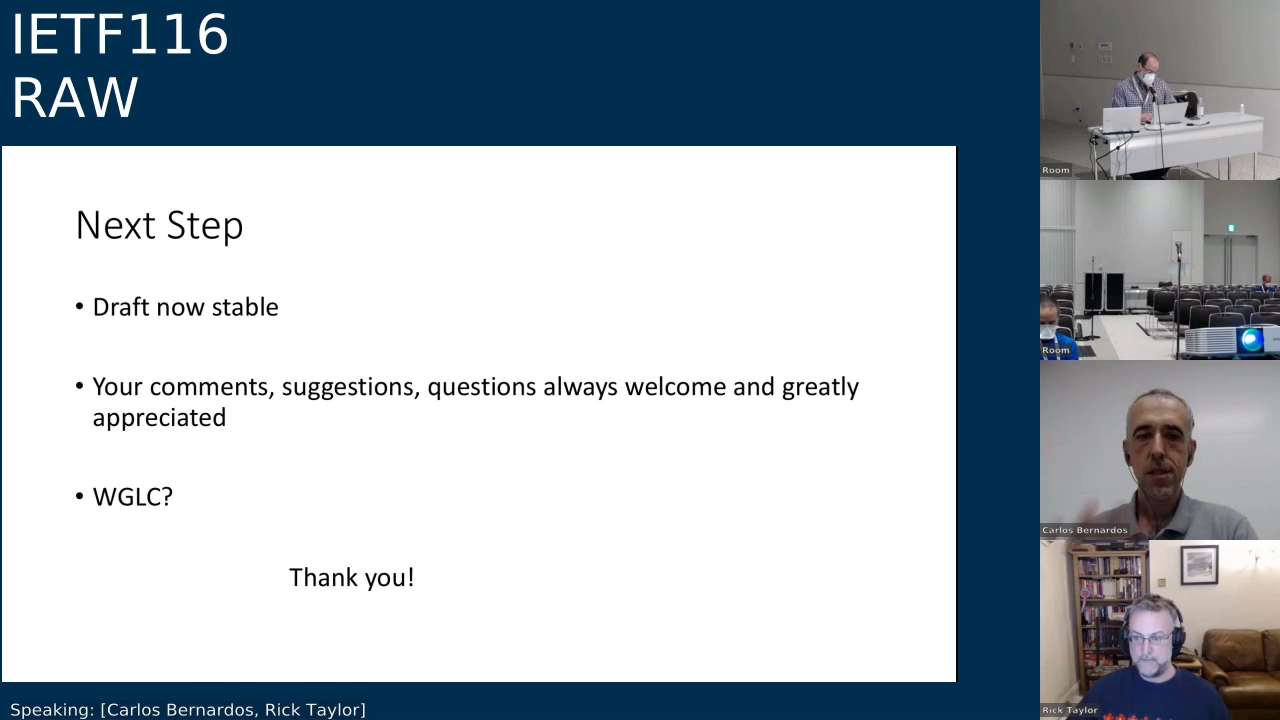 IETF116
RAW
Next Step
• Draft now stable
• Your comments, suggestions, questions always welcome and greatly
appreciated
• WGLC?
Thank you!
Speaking: [Carlos Bernardos, Rick Taylor]
Room
Room
Carlos Bernardos
Rick Taylor